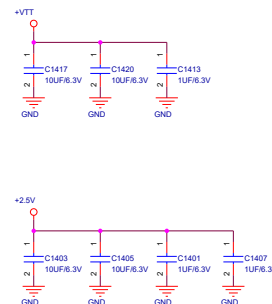 +VTT
1 C1417 10UF/6.3V 2
1 C1420 10UF/6.3V 2
1 C1413 1UF/6.3V 2
GND GND GND
+2.5V
1 C1403 10UF/6.3V 2
1 C1405 10UF/6.3V 2
1 C1401 1UF/6.3V 2
1 C1407 1UF/6.3 2
GND GND GND GND